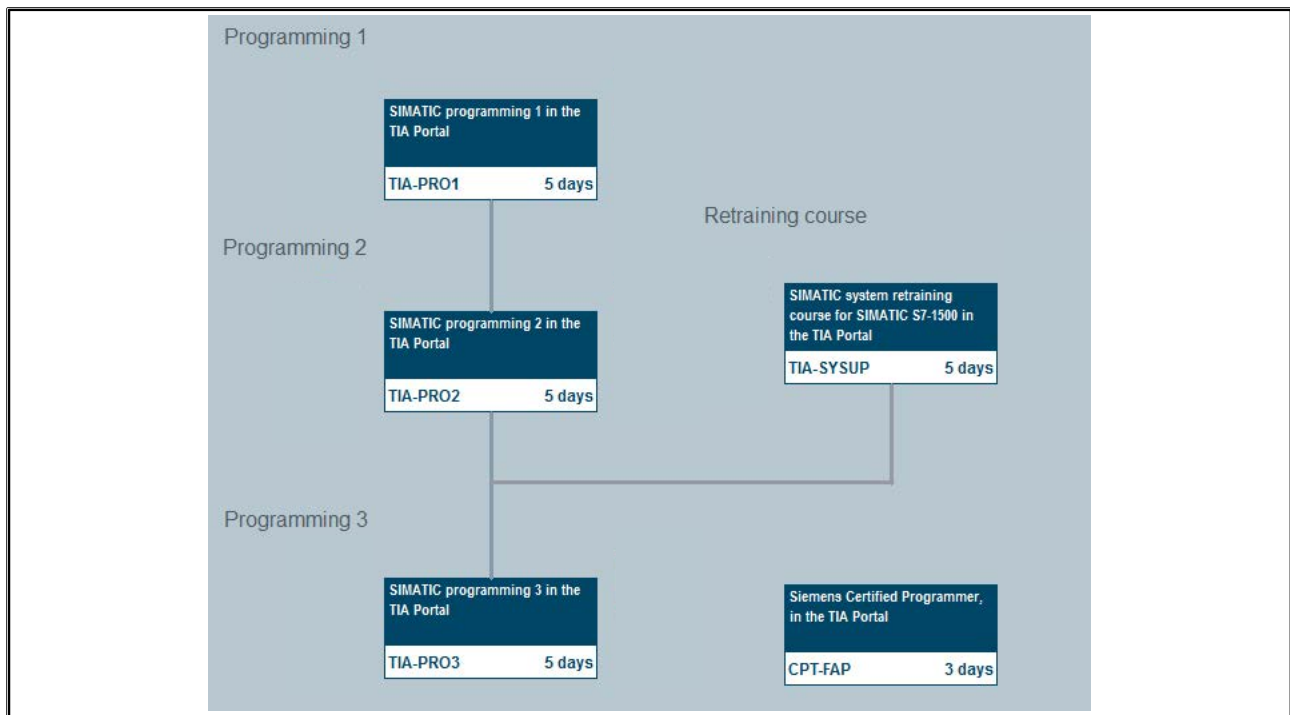 Programming 1
SIMATIC programming 1 in the
TIA Portal
TIA-PRO1 5 days
Retraining course
Programming 2
SIMATIC system retraining
course for SIMATIC S7-1500 in
the TIA Portal
TIA-SYSUP 5 days
SIMATIC programming 2 in the
TIA Portal
TIA-PRO2 5 days
Programming 3
SIMATIC programming 3 in the
TIA Portal
TIA-PRO3 5 days
Siemens Certified Programmer,
in the TIA Portal
CPT-FAP 3 days